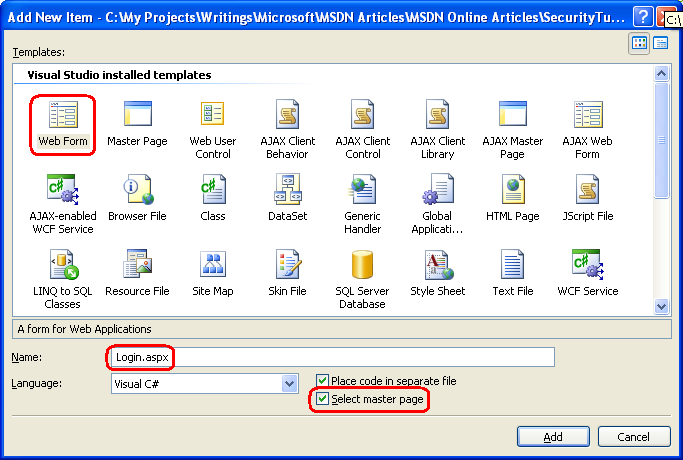 Add New Item - C:\My Projects\Writings\Microsoft\MSDN Articles\MSDN Online Articles\SecurityTu...
C:\
Templates:
Visual Studio installed templates
Web Form
Master Page
Web User Control
AJAX Client Behavior
AJAX Client Control
AJAX Client Library
AJAX Master Page
AJAX Web Form
AJAX-enabled WCF Service
Browser File
Class
DataSet
Generic Handler
Global Applicati...
HTML Page
JScript File
LINQ to SQL Classes
Resource File
Site Map
Skin File
SQL Server Database
Style Sheet
Text File
WCF Service
A form for Web Applications
Name:
Login.aspx
Language:
Visual C#
Place code in separate file
Select master page
Add
Cancel